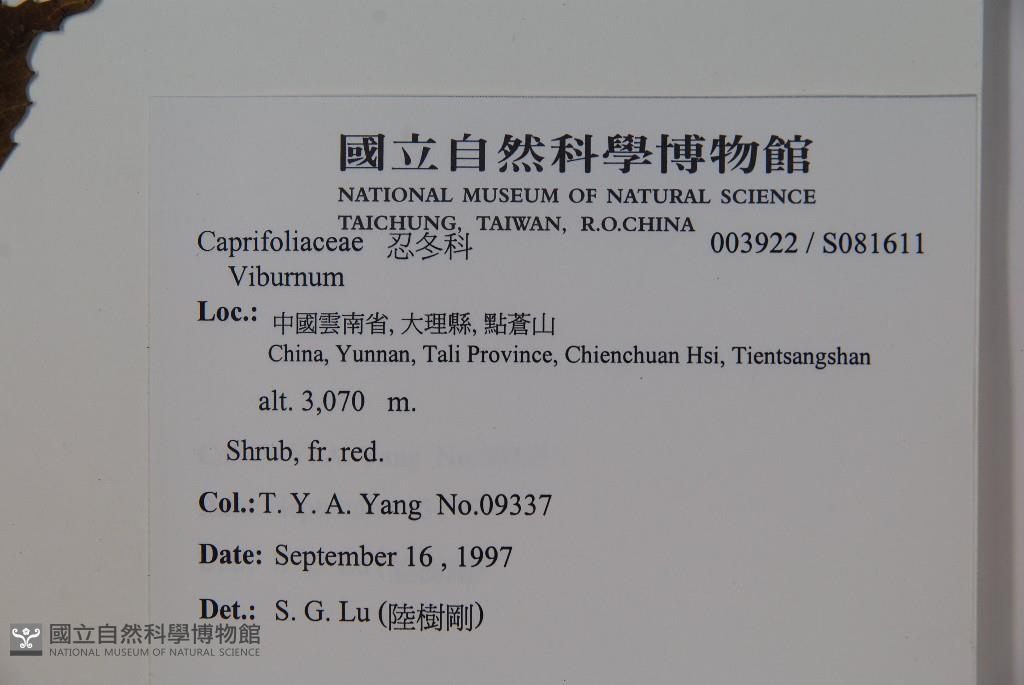 國立自然科學博物館
NATIONAL MUSEUM OF NATURAL SCIENCE
TAICHUNG, TAIWAN, R.O.CHINA
Caprifoliaceae 忍冬科 003922 / S081611
Viburnum
Loc.: 中國雲南省, 大理縣, 點蒼山
China, Yunnan, Tali Province, Chienchuan Hsi, Tientsangshan
alt. 3,070 m.
Shrub, fr. red.
Col.: T. Y. A. Yang No.09337
Date: September 16 , 1997
Det.: S. G. Lu (陸樹剛)
國立自然科學博物館
NATIONAL MUSEUM OF NATURAL SCIENCE